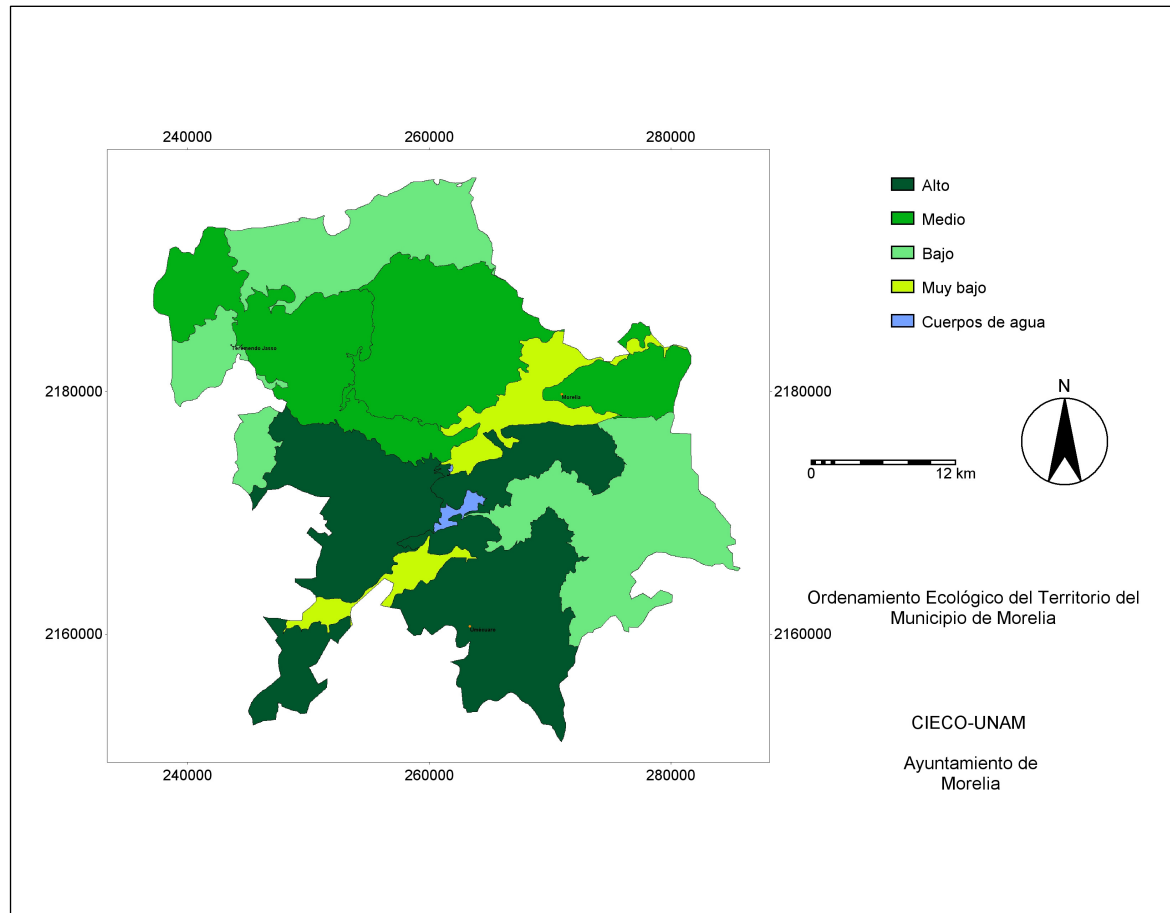 240000
260000
280000
Alto
Medio
Bajo
Muy bajo
Cuerpos de agua
2180000
2180000
Morelia
N
0
12 km
Ordenamiento Ecológico del Territorio del
Municipio de Morelia
2160000
2160000
CIECO-UNAM
Ayuntamiento de
Morelia
240000
260000
280000